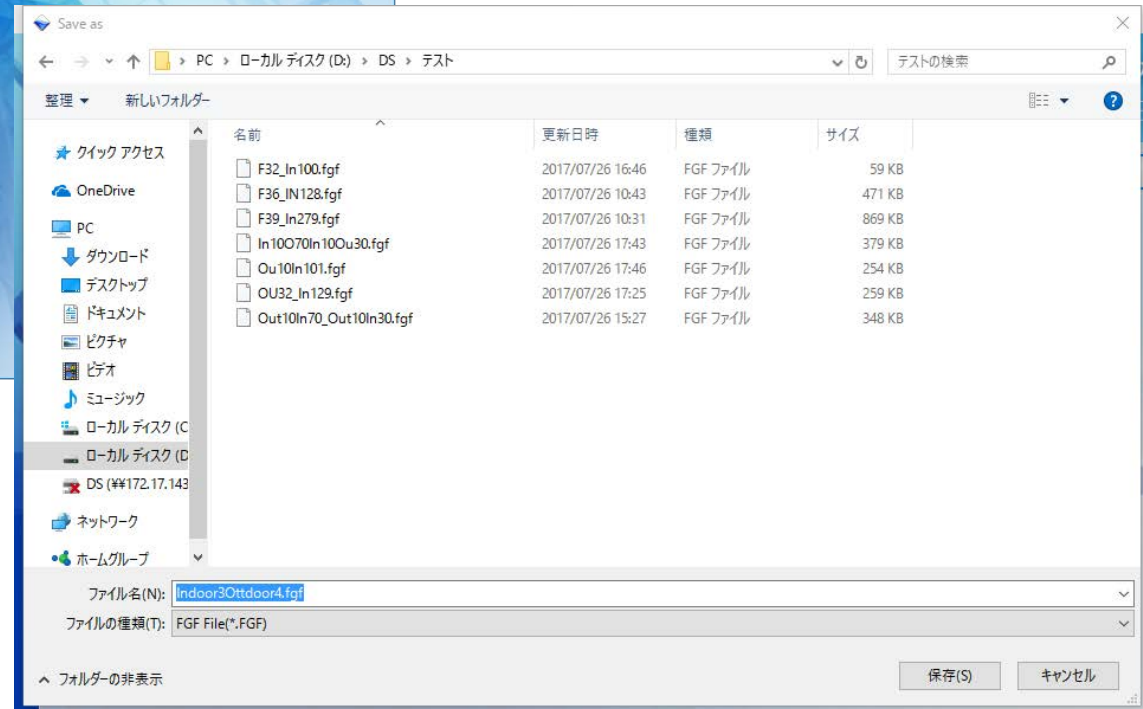 Save as
PC › ローカル ディスク (D:) › DS › テスト
テストの検索
整理 新しいフォルダー
名前 更新日時 種類 サイズ
F32_In100.fgf 2017/07/26 16:46 FGF ファイル 59 KB
F36_IN128.fgf 2017/07/26 10:43 FGF ファイル 471 KB
F39_In279.fgf 2017/07/26 10:31 FGF ファイル 869 KB
In10O70In10Ou30.fgf 2017/07/26 17:43 FGF ファイル 379 KB
Ou10In101.fgf 2017/07/26 17:46 FGF ファイル 254 KB
OU32_In129.fgf 2017/07/26 17:25 FGF ファイル 259 KB
Out10In70_Out10In30.fgf 2017/07/26 15:27 FGF ファイル 348 KB
クイック アクセス
OneDrive
PC
ダウンロード
デスクトップ
ドキュメント
ピクチャ
ビデオ
ミュージック
ローカル ディスク (C
ローカル ディスク (D
DS (¥¥172.17.143
ネットワーク
ホームグループ
ファイル名(N): Indoor3Ottdoor4.fgf
ファイルの種類(T): FGF File(*.FGF)
フォルダーの非表示
保存(S) キャンセル